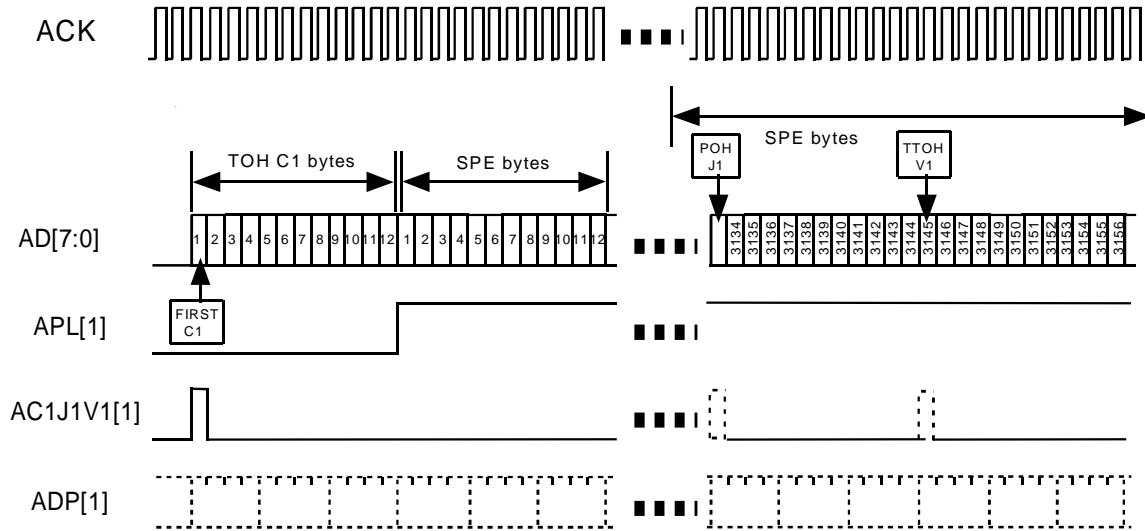 ACK
SPE bytes
POH
J1
TTOH
V1
TOH C1 bytes
SPE bytes
AD[7:0]
1 2 3 4 5 6 7 8 9 10 11 12 1 2 3 4 5 6 7 8 9 10 11 12
3134 3135 3136 3137 3138 3139 3140 3141 3142 3143 3144 3145 3146 3147 3148 3149 3150 3151 3152 3153 3154 3155 3156
FIRST
C1
APL[1]
AC1J1V1[1]
ADP[1]